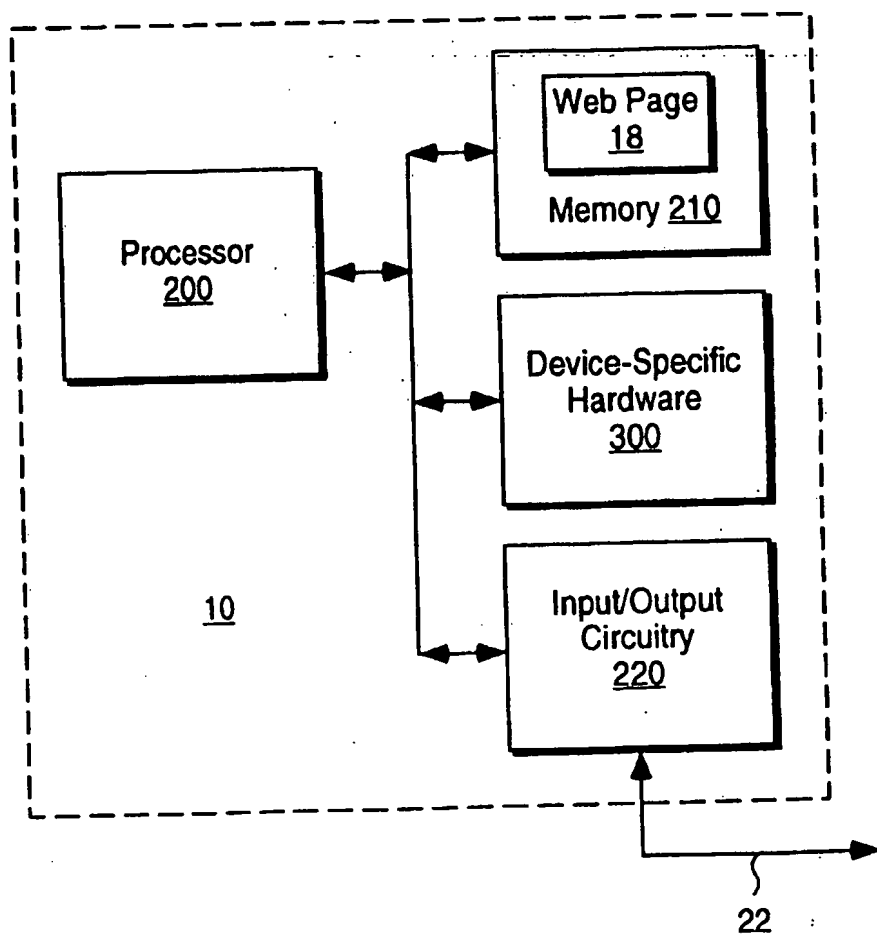 Web Page
18
Memory 210
Processor
200
Device-Specific
Hardware
300
10
Input/Output
Circuitry
220
22